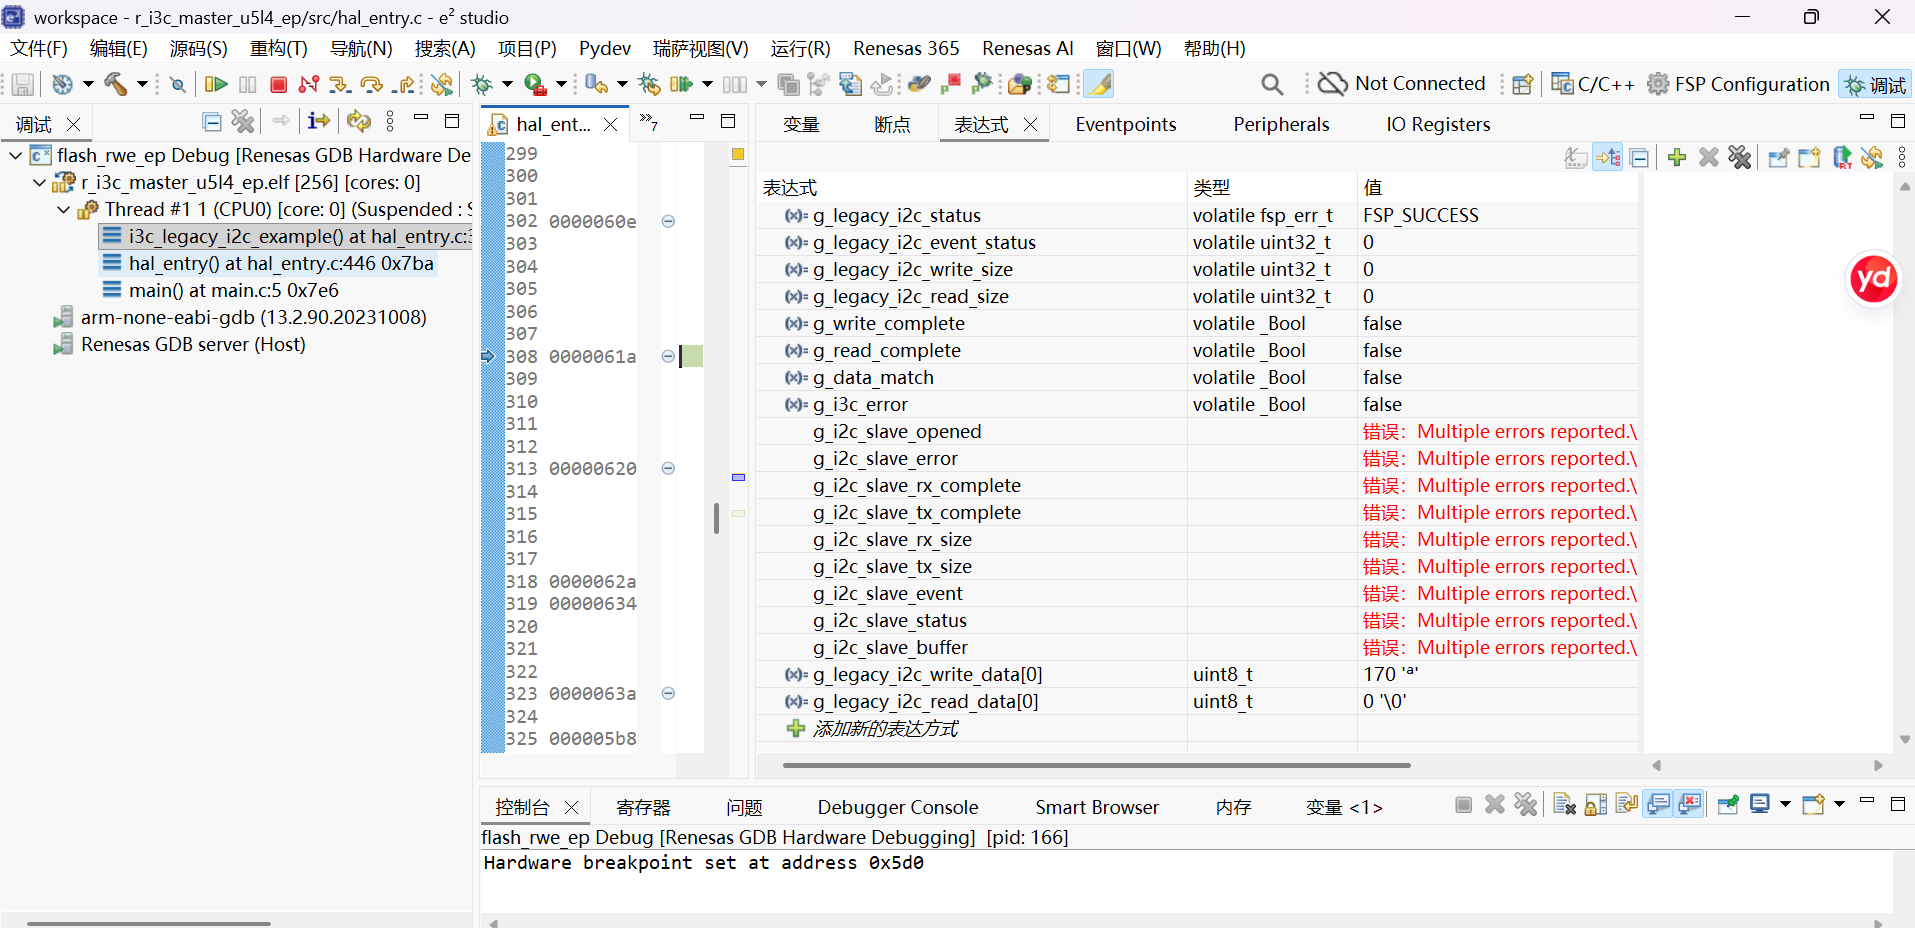 workspace - r_i3c_master_u5l4_ep/src/hal_entry.c - e² studio
文件(F) 编辑(E) 源码(S) 重构(T) 导航(N) 搜索(A) 项目(P) Pydev 瑞萨视图(V) 运行(R) Renesas 365 Renesas AI 窗口(W) 帮助(H)
Not Connected C/C++ FSP Configuration 调试
调试
flash_rwe_ep Debug [Renesas GDB Hardware De
r_i3c_master_u5l4_ep.elf [256] [cores: 0]
Thread #1 1 (CPU0) [core: 0] (Suspended : S
i3c_legacy_i2c_example() at hal_entry.c:3
hal_entry() at hal_entry.c:446 0x7ba
main() at main.c:5 0x7e6
arm-none-eabi-gdb (13.2.90.20231008)
Renesas GDB server (Host)
hal_ent... »7
299
300
301
302 0000060e
303
304
305
306
307
308 0000061a
309
310
311
312
313 00000620
314
315
316
317
318 0000062a
319 00000634
320
321
322
323 0000063a
324
325 000005b8
变量 断点 表达式 Eventpoints Peripherals IO Registers
表达式 类型 值
(x)= g_legacy_i2c_status volatile fsp_err_t FSP_SUCCESS
(x)= g_legacy_i2c_event_status volatile uint32_t 0
(x)= g_legacy_i2c_write_size volatile uint32_t 0
(x)= g_legacy_i2c_read_size volatile uint32_t 0
(x)= g_write_complete volatile _Bool false
(x)= g_read_complete volatile _Bool false
(x)= g_data_match volatile _Bool false
(x)= g_i3c_error volatile _Bool false
g_i2c_slave_opened 错误：Multiple errors reported.\
g_i2c_slave_error 错误：Multiple errors reported.\
g_i2c_slave_rx_complete 错误：Multiple errors reported.\
g_i2c_slave_tx_complete 错误：Multiple errors reported.\
g_i2c_slave_rx_size 错误：Multiple errors reported.\
g_i2c_slave_tx_size 错误：Multiple errors reported.\
g_i2c_slave_event 错误：Multiple errors reported.\
g_i2c_slave_status 错误：Multiple errors reported.\
g_i2c_slave_buffer 错误：Multiple errors reported.\
(x)= g_legacy_i2c_write_data[0] uint8_t 170 'ª'
(x)= g_legacy_i2c_read_data[0] uint8_t 0 '\0'
添加新的表达方式
yd
控制台 寄存器 问题 Debugger Console Smart Browser 内存 变量 <1>
flash_rwe_ep Debug [Renesas GDB Hardware Debugging] [pid: 166]
Hardware breakpoint set at address 0x5d0